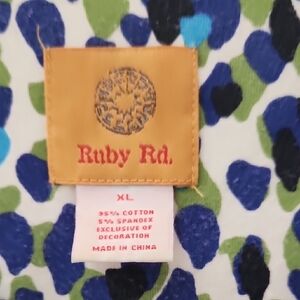 Ruby Rd.
XL
95% COTTON
5% SPANDEX
EXCLUSIVE OF
DECORATION
MADE IN CHINA